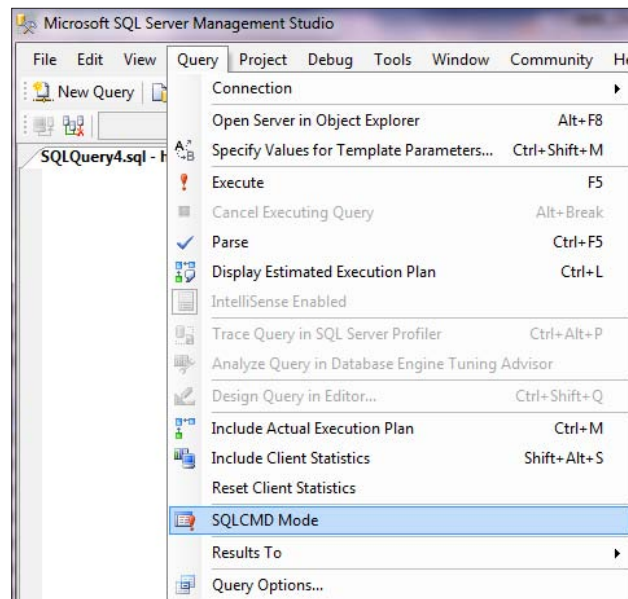 Microsoft SQL Server Management Studio
File Edit View Query Project Debug Tools Window Community
New Query
SQLQuery4.sql -
Connection
Open Server in Object Explorer Alt+F8
Specify Values for Template Parameters... Ctrl+Shift+M
Execute F5
Cancel Executing Query Alt+Break
Parse Ctrl+F5
Display Estimated Execution Plan Ctrl+L
IntelliSense Enabled
Trace Query in SQL Server Profiler Ctrl+Alt+P
Analyze Query in Database Engine Tuning Advisor
Design Query in Editor... Ctrl+Shift+Q
Include Actual Execution Plan Ctrl+M
Include Client Statistics Shift+Alt+S
Reset Client Statistics
SQLCMD Mode
Results To
Query Options...